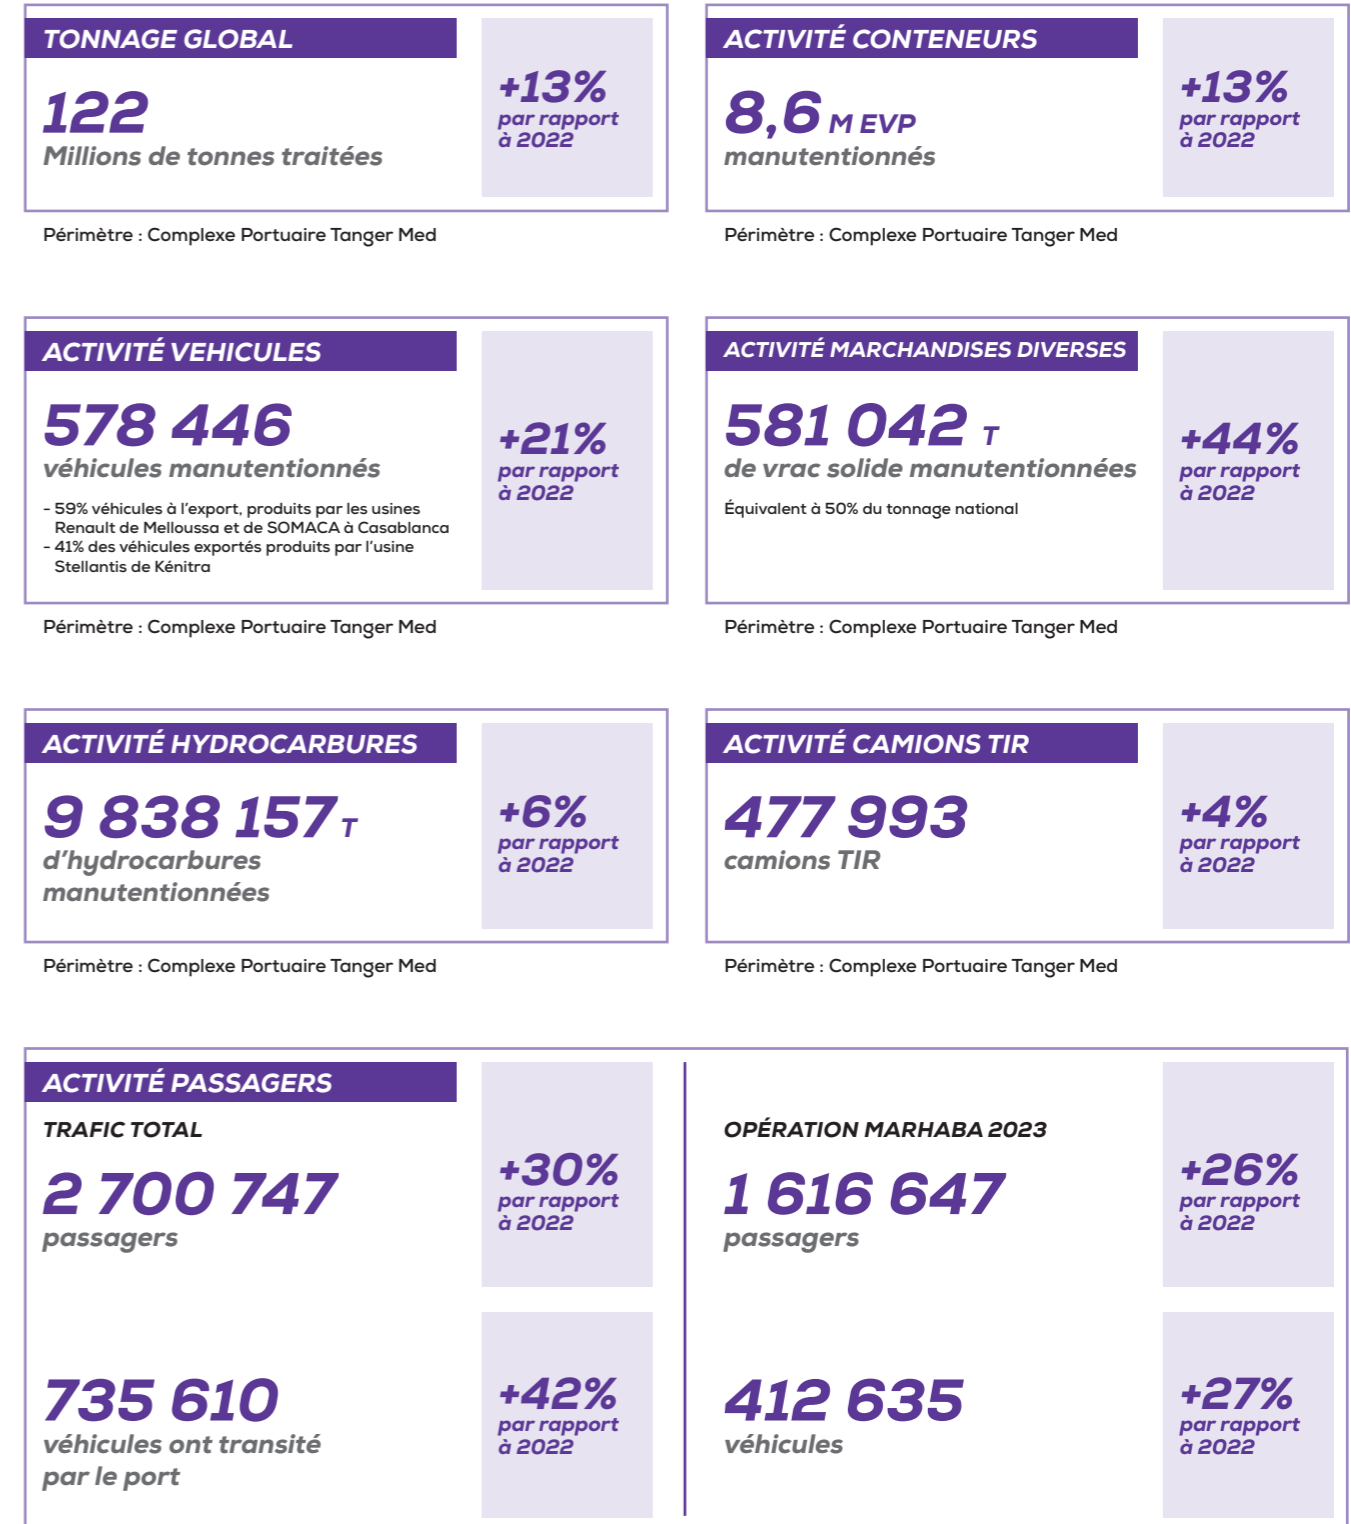 TONNAGE GLOBAL
122
Millions de tonnes traitées
+13%
par rapport
à 2022
Périmètre : Complexe Portuaire Tanger Med
ACTIVITÉ CONTENEURS
8,6 M EVP
manutentionnés
+13%
par rapport
à 2022
Périmètre : Complexe Portuaire Tanger Med
ACTIVITÉ VEHICULES
578 446
véhicules manutentionnés
- 59% véhicules à l’export, produits par les usines
Renault de Melloussa et de SOMACA à Casablanca
- 41% des véhicules exportés produits par l’usine
Stellantis de Kénitra
+21%
par rapport
à 2022
Périmètre : Complexe Portuaire Tanger Med
ACTIVITÉ MARCHANDISES DIVERSES
581 042 T
de vrac solide manutentionnées
Équivalent à 50% du tonnage national
+44%
par rapport
à 2022
Périmètre : Complexe Portuaire Tanger Med
ACTIVITÉ HYDROCARBURES
9 838 157 T
d’hydrocarbures
manutentionnées
+6%
par rapport
à 2022
Périmètre : Complexe Portuaire Tanger Med
ACTIVITÉ CAMIONS TIR
477 993
camions TIR
+4%
par rapport
à 2022
Périmètre : Complexe Portuaire Tanger Med
ACTIVITÉ PASSAGERS
TRAFIC TOTAL
2 700 747
passagers
+30%
par rapport
à 2022
735 610
véhicules ont transité
par le port
+42%
par rapport
à 2022
OPÉRATION MARHABA 2023
1 616 647
passagers
+26%
par rapport
à 2022
412 635
véhicules
+27%
par rapport
à 2022